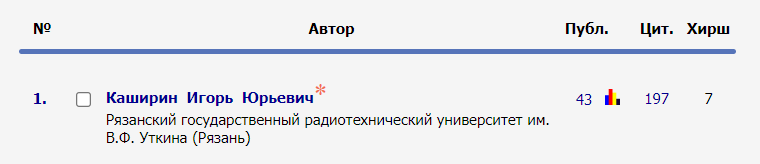 № Автор Публ. Цит. Хирш
1. Каширин Игорь Юрьевич* 43 197 7
Рязанский государственный радиотехнический университет им.
В.Ф. Уткина (Рязань)